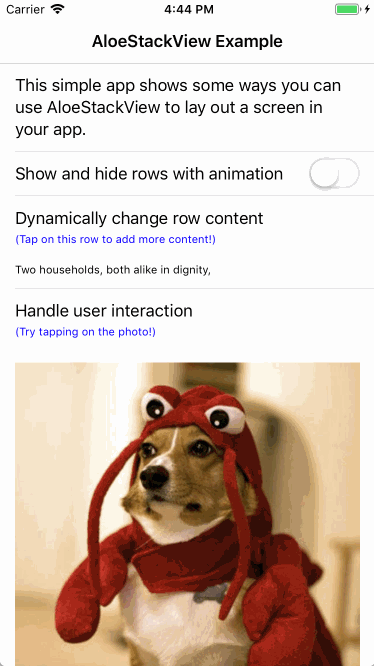 Carrier 4:44 PM
AloeStackView Example
This simple app shows some ways you can
use AloeStackView to lay out a screen in
your app.
Show and hide rows with animation
Dynamically change row content
(Tap on this row to add more content!)
Two households, both alike in dignity,
Handle user interaction
(Try tapping on the photo!)